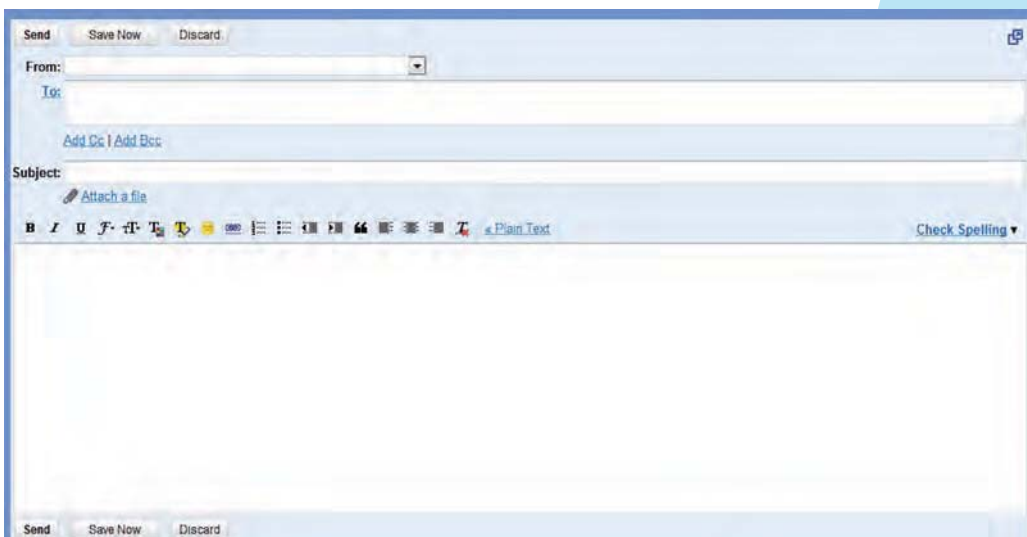 Send Save Now Discard
From:
To:
Add Cc | Add Bcc
Subject:
Attach a file
B I U « Plain Text Check Spelling
Send Save Now Discard